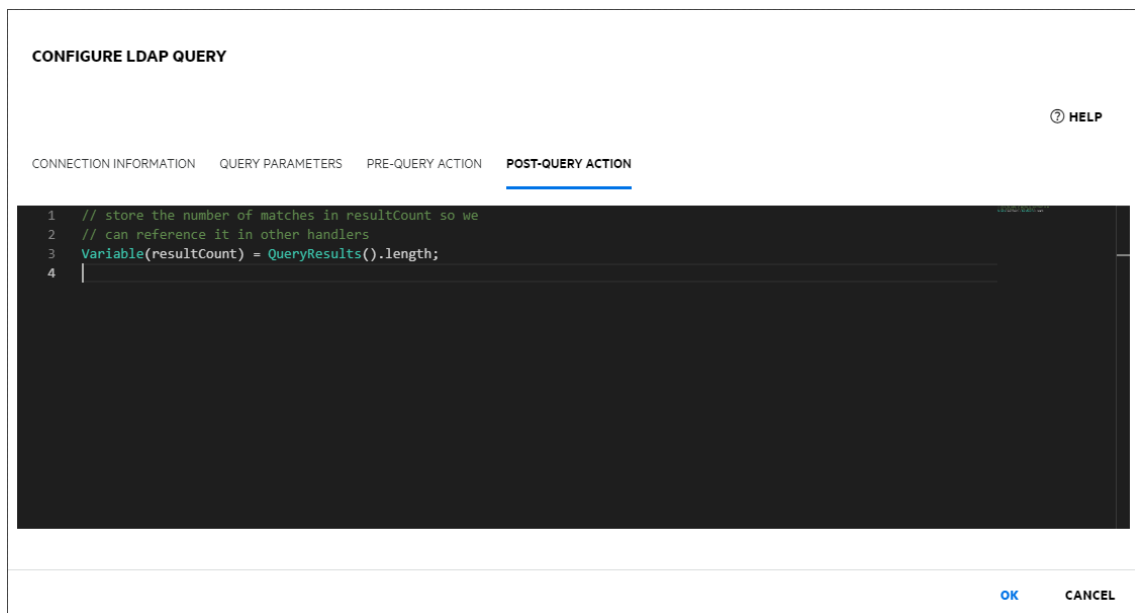 CONFIGURE LDAP QUERY
HELP
CONNECTION INFORMATION QUERY PARAMETERS PRE-QUERY ACTION POST-QUERY ACTION
1 // store the number of matches in resultCount so we
2 // can reference it in other handlers
3 Variable(resultCount) = QueryResults().length;
4
OK CANCEL